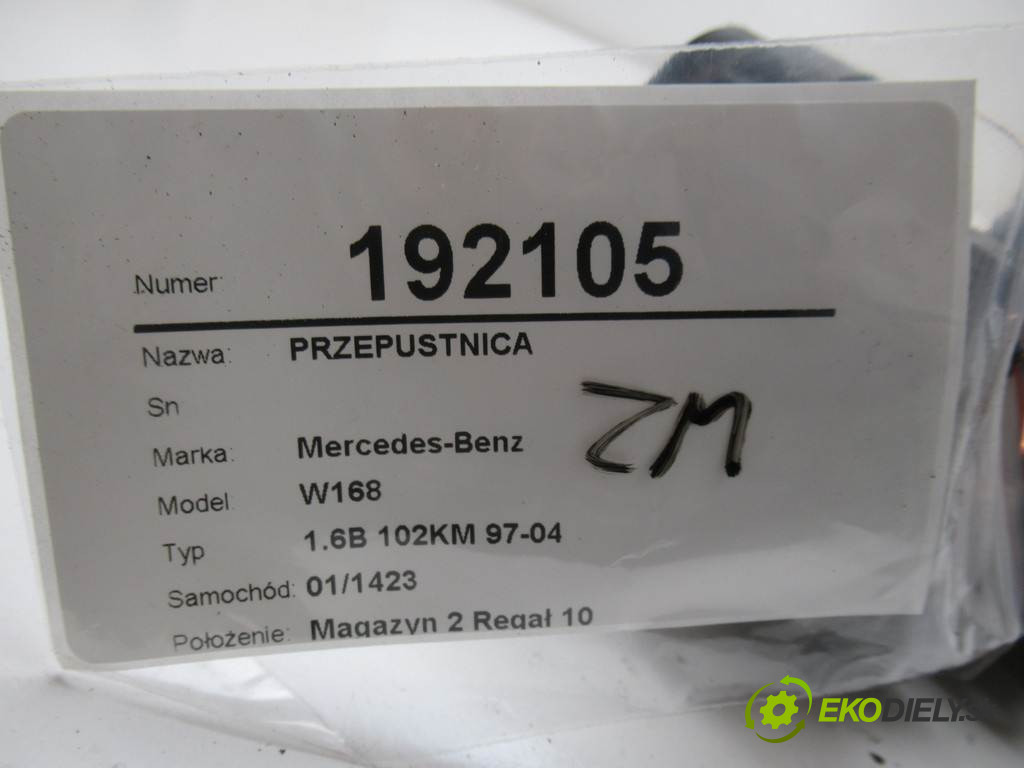 Numer: 192105
Nazwa: PRZEPUSTNICA
Sn
ZM
Marka: Mercedes-Benz
Model W168
Typ 1.6B 102KM 97-04
Samochód: 01/1423
Położenie: Magazyn 2 Regał 10
EKODIELY.S